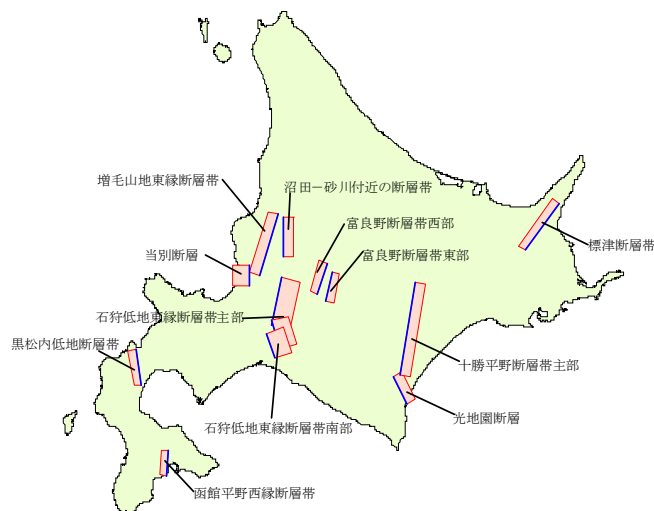 増毛山地東縁断層帯
沼田－砂川付近の断層帯
富良野断層帯西部
標津断層帯
当別断層
富良野断層帯東部
石狩低地東縁断層帯主部
黒松内低地断層帯
十勝平野断層帯主部
光地園断層
石狩低地東縁断層帯南部
函館平野西縁断層帯